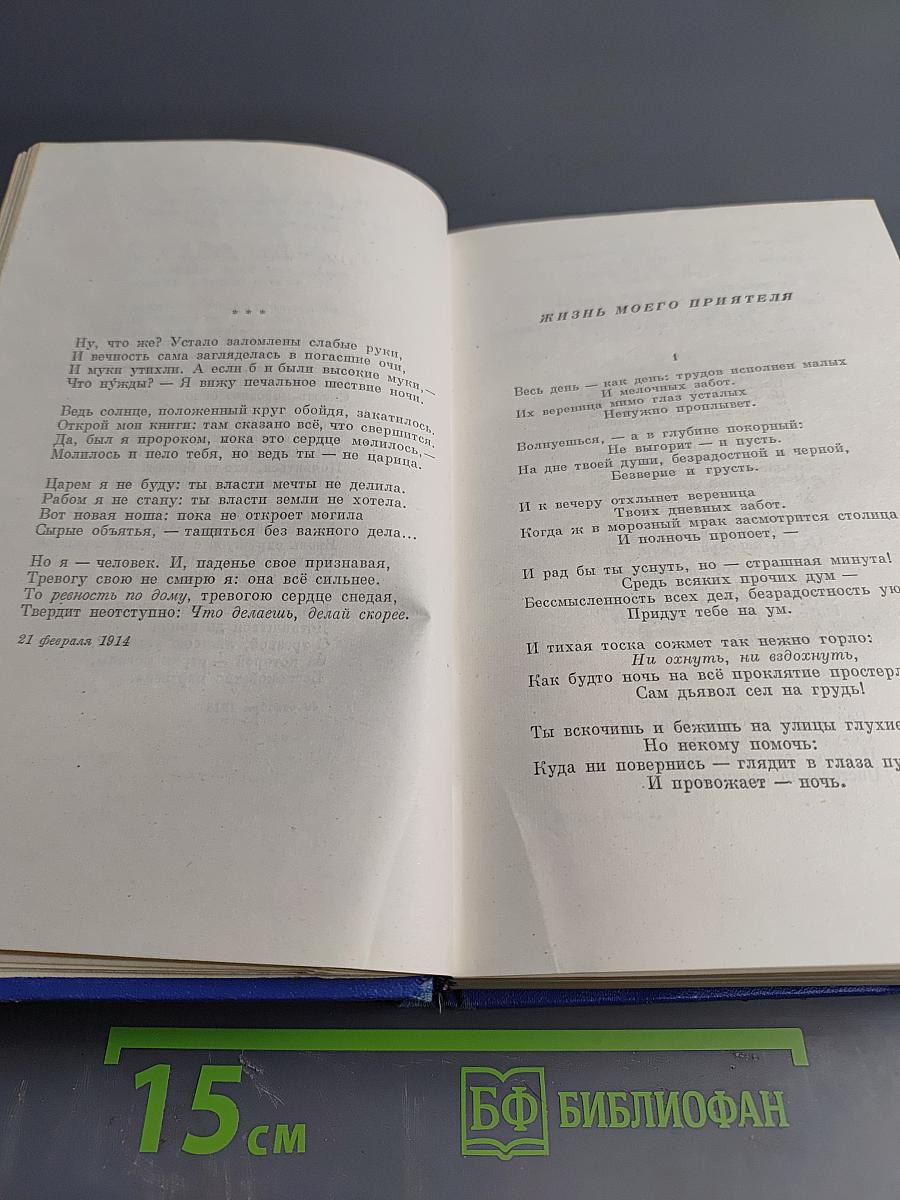 * * *
Ну, что же? Устало заломлены слабые руки,
И вечность сама загляделась в погасшие очи,
И муки утихли. А если б и были высокие муки,—
Что ну́жды? — Я вижу печальное шествие ночи.
Ведь солнце, положенный круг обойдя, закатилось.
Открой мои книги: там сказано всё, что свершится.
Да, был я пророком, пока это сердце молилось,—
Молилось и пело тебя, но ведь ты — не царица.
Царем я не буду: ты власти мечты не делила.
Рабом я не стану: ты власти земли не хотела.
Вот новая ноша: пока не откроет могила
Сырые объятья, — тащиться без важного дела...
Но я — человек. И, паденье свое признавая,
Тревогу свою не смирю я: она всё сильнее.
То ревность по дому, тревогою сердце снедая,
Твердит неотступно: Что делаешь, делай скорее.
21 февраля 1914
ЖИЗНЬ МОЕГО ПРИЯТЕЛЯ
1
Весь день — как день: трудов исполнен малых
И мелочных забот.
Их вереница мимо глаз усталых
Ненужно проплывет.
Волнуешься, — а в глубине покорный:
Не выгорит — и пусть.
На дне твоей души, безрадостной и черной,
Безверие и грусть.
И к вечеру отхлынет вереница
Твоих дневных забот.
Когда ж в морозный мрак засмотрится столица
И полночь пропоет, —
И рад бы ты уснуть, но — страшная минута!
Средь всяких прочих дум —
Бессмысленность всех дел, безрадостность ую
Придут тебе на ум.
И тихая тоска сожмет так нежно горло:
Ни охнуть, ни вздохнуть,
Как будто ночь на всё проклятие простерл
Сам дьявол сел на грудь!
Ты вскочишь и бежишь на улицы глухие
Но некому помочь:
Куда ни повернись — глядит в глаза пу
И провожает — ночь.
15 см
БФ БИБЛИОФАН